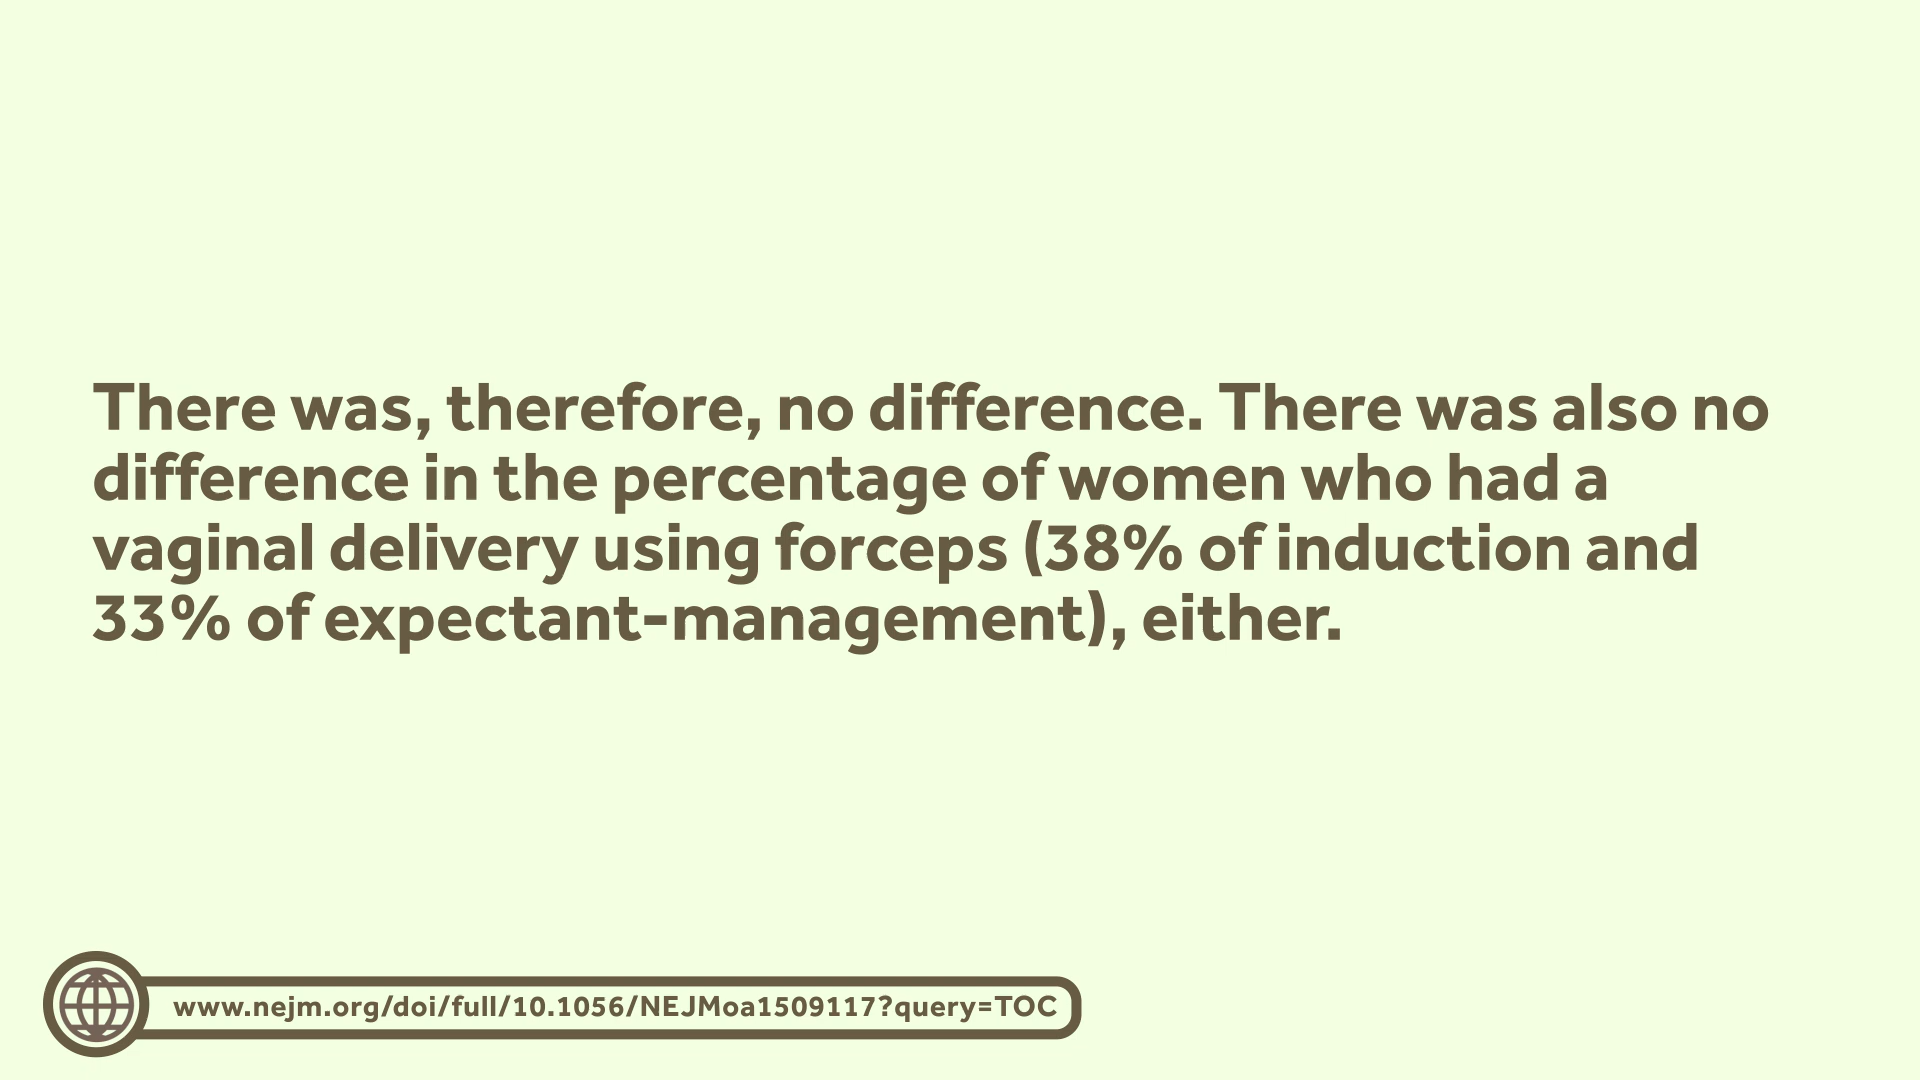 There was, therefore, no difference. There was also no
difference in the percentage of women who had a
vaginal delivery using forceps (38% of induction and
33% of expectant-management), either.
www.nejm.org/doi/full/10.1056/NEJMoa1509117?query=TOC